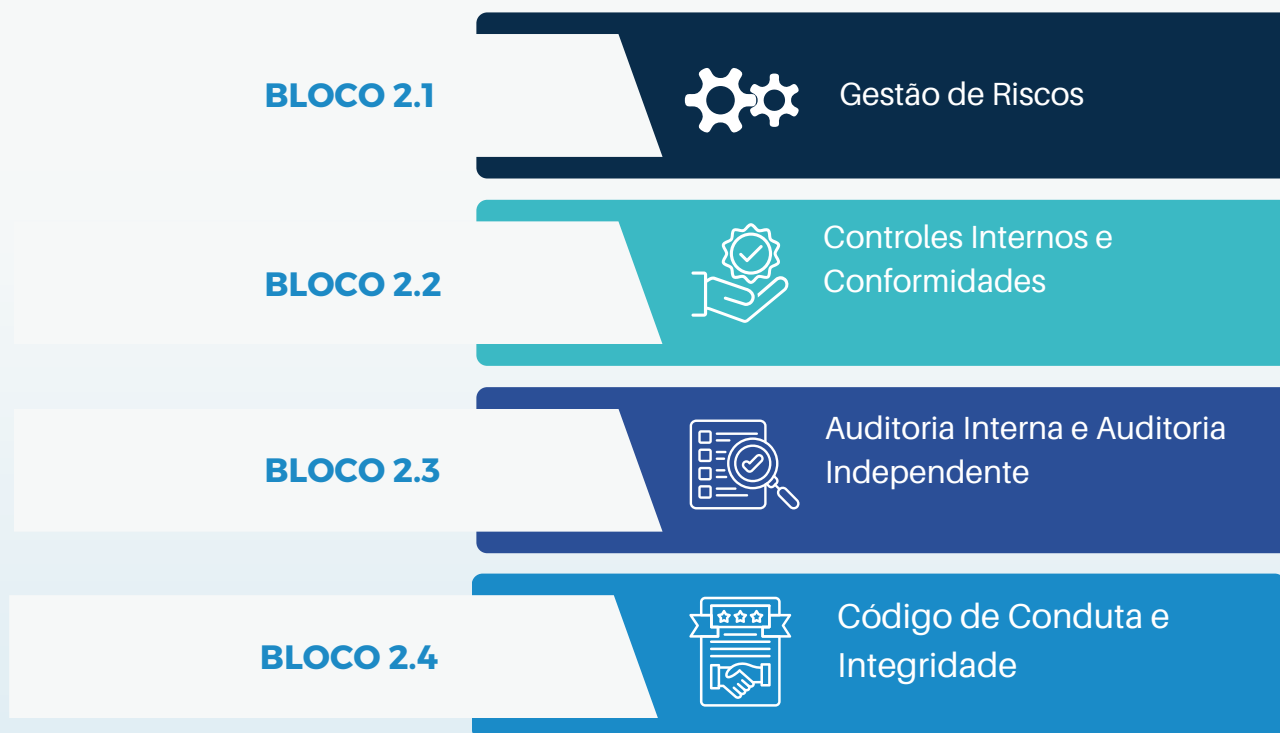 BLOCO 2.1
Gestão de Riscos
BLOCO 2.2
Controles Internos e
Conformidades
BLOCO 2.3
Auditoria Interna e Auditoria
Independente
BLOCO 2.4
Código de Conduta e
Integridade